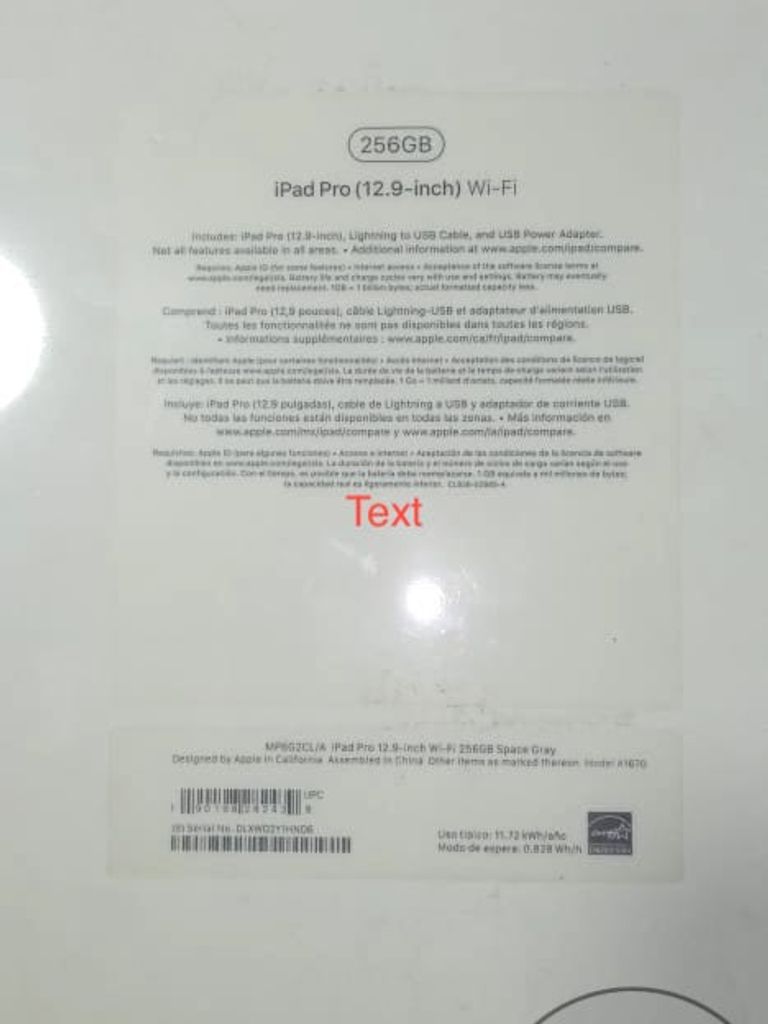 256GB
iPad Pro (12.9-inch) Wi-Fi
Includes: iPad Pro (12.9-inch), Lightning to USB Cable, and USB Power Adapter.
Not all features available in all areas. • Additional information at www.apple.com/ipad/compare.
Requires: Apple ID (for some features) • Internet access • Acceptance of the software license terms at
www.apple.com/legal/sla. Battery life and charge cycles vary with use and settings. Battery may eventually
need replacement. 1GB = 1 billion bytes; actual formatted capacity less.
Comprend : iPad Pro (12,9 pouces), câble Lightning-USB et adaptateur d'alimentation USB.
Toutes les fonctionnalités ne sont pas disponibles dans toutes les régions.
• Informations supplémentaires : www.apple.com/ca/fr/ipad/compare.
Requiert : identifiant Apple (pour certaines fonctionnalités) • Accès Internet • Acceptation des conditions de licence de logiciel
disponibles à l'adresse www.apple.com/legal/sla. La durée de vie de la batterie et le temps de charge varient selon l'utilisation
et les réglages. Il se peut que la batterie doive être remplacée. 1 Go = 1 milliard d'octets, capacité formatée réelle inférieure.
Incluye: iPad Pro (12.9 pulgadas), cable de Lightning a USB y adaptador de corriente USB.
No todas las funciones están disponibles en todas las zonas. • Más información en
www.apple.com/mx/ipad/compare y www.apple.com/la/ipad/compare.
Requisitos: Apple ID (para algunas funciones) • Acceso a Internet • Aceptación de las condiciones de la licencia de software
disponibles en www.apple.com/legal/sla. La duración de la batería y el número de ciclos de carga varían según el uso
y la configuración. Con el tiempo, es posible que la batería deba reemplazarse. 1 GB equivale a mil millones de bytes;
la capacidad real es ligeramente inferior.
Text
MP6G2CL/A iPad Pro 12.9-inch Wi-Fi 256GB Space Gray
Designed by Apple in California Assembled in China Other items as marked thereon Model A1670
UPC
(S) Serial No.
Uso típico: 11.72 kWh/año
Modo de espera: 0.828 Wh/h